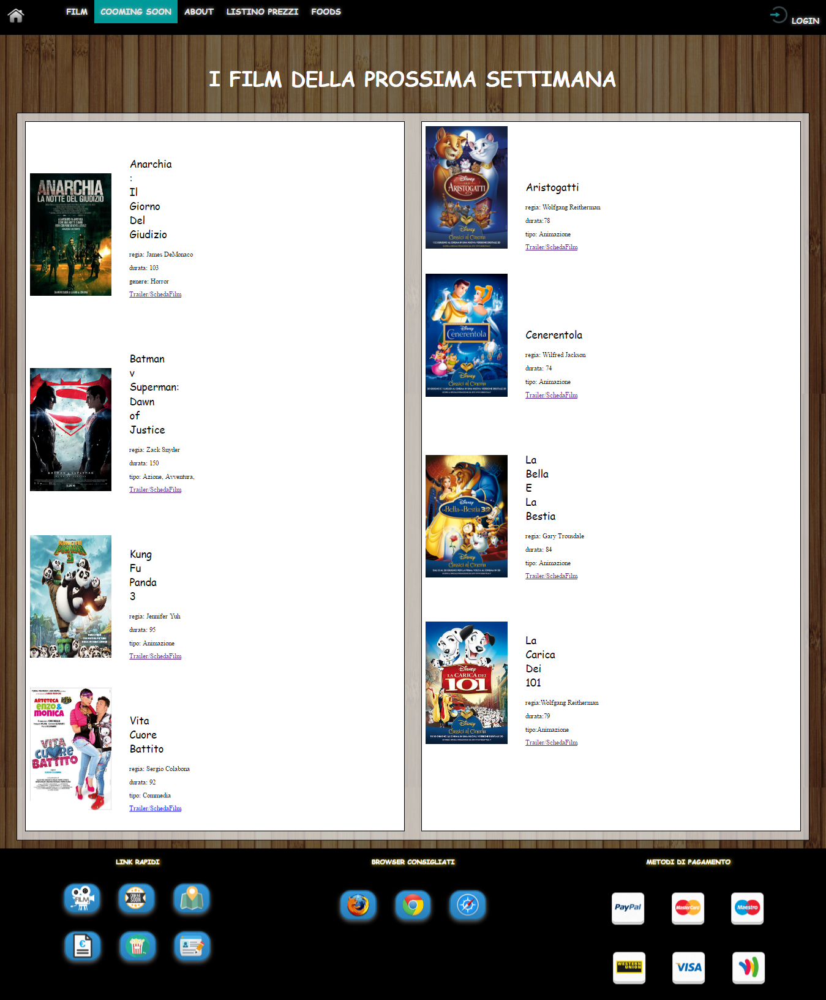 FILM
COOMING SOON
ABOUT
LISTINO PREZZI
FOODS
LOGIN
I FILM DELLA PROSSIMA SETTIMANA
ANARCHIA
LA NOTTE DEL GIUDIZIO
Anarchia
:
Il
Giorno
Del
Giudizio
regia: James DeMonaco
durata: 103
genere: Horror
Trailer/SchedaFilm
BATMAN v SUPERMAN
Batman
v
Superman:
Dawn
of
Justice
regia: Zack Snyder
durata: 150
tipo: Azione, Avventura,
Trailer/SchedaFilm
KUNG FU
PANDA
3
Kung
Fu
Panda
3
regia: Jennifer Yuh
durata: 95
tipo: Animazione
Trailer/SchedaFilm
ARTETECA
ENZO &
MONICA
VITA
CUORE
BATTITO
Vita
Cuore
Battito
regia: Sergio Colabona
durata: 92
tipo: Commedia
Trailer/SchedaFilm
Disney
ARISTOGATTI
Disney
Classici al Cinema
Aristogatti
regia: Wolfgang Reitherman
durata:78
tipo: Animazione
Trailer/SchedaFilm
Disney
Cenerentola
Disney
Classici al Cinema
Cenerentola
regia: Wilfred Jackson
durata: 74
tipo: Animazione
Trailer/SchedaFilm
Disney
La Bella e la Bestia 3D
Disney
Classici al Cinema
La
Bella
E
La
Bestia
regia: Gary Trousdale
durata: 84
tipo: Animazione
Trailer/SchedaFilm
Disney
LA CARICA DEI
101
Disney
Classici al Cinema
La
Carica
Dei
101
regia:Wolfgang Reitherman
durata:79
tipo:Animazione
Trailer/SchedaFilm
LINK RAPIDI
FILM
COMING
SOON
€
BROWSER CONSIGLIATI
METODI DI PAGAMENTO
PayPal
MasterCard
Maestro
WESTERN
UNION
VISA